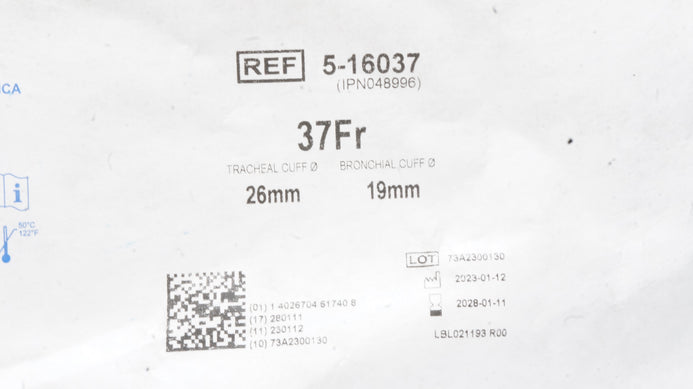 REF 5-16037
(IPN048996)
ICA
37Fr
TRACHEAL CUFF Ø BRONCHIAL CUFF Ø
26mm 19mm
i
50°C
122°F
LOT 73A2300130
2023-01-12
2028-01-11
(01) 1 4026704 61740 8
(17) 280111
(11) 230112
(10) 73A2300130
LBL021193 R00